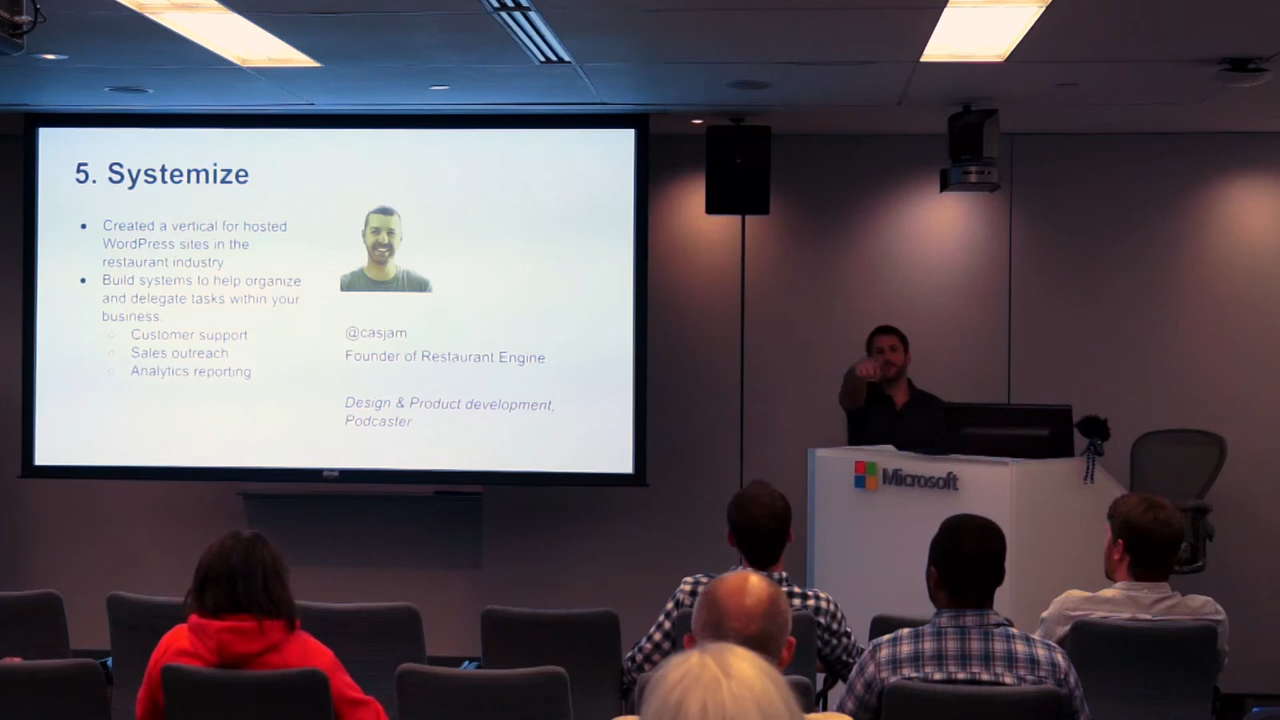 5. Systemize
Created a vertical for hosted
WordPress sites in the
restaurant industry
Build systems to help organize
and delegate tasks within your
business.
Customer support
Sales outreach
Analytics reporting
@casjam
Founder of Restaurant Engine
Design & Product development,
Podcaster
Microsoft